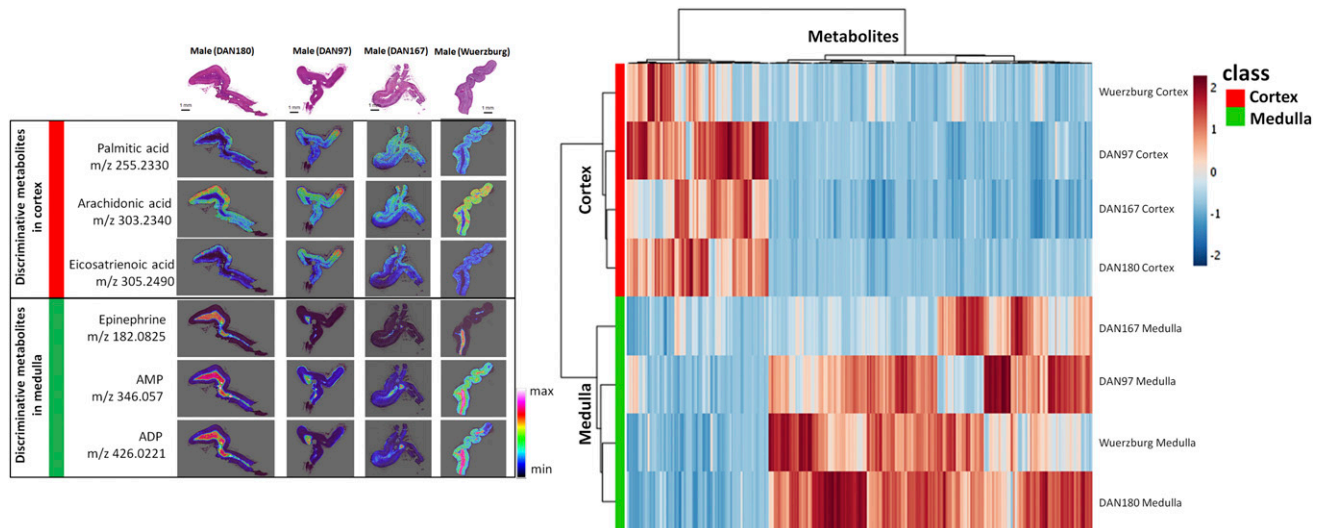 Male (DAN180) Male (DAN97) Male (DAN167) Male (Wuerzburg)
1 mm 1 mm 1 mm 1 mm
Discriminative metabolites
in cortex
Palmitic acid
m/z 255.2330
Arachidonic acid
m/z 303.2340
Eicosatrienoic acid
m/z 305.2490
Discriminative metabolites
in medulla
Epinephrine
m/z 182.0825
AMP
m/z 346.057
ADP
m/z 426.0221
max
min
Metabolites
Cortex
Medulla
Wuerzburg Cortex
DAN97 Cortex
DAN167 Cortex
DAN180 Cortex
DAN167 Medulla
DAN97 Medulla
Wuerzburg Medulla
DAN180 Medulla
2
1
0
-1
-2
class
Cortex
Medulla